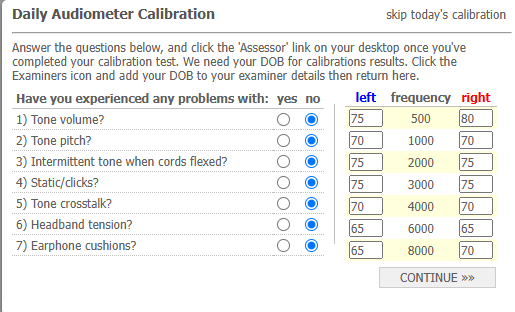 Daily Audiometer Calibration skip today's calibration
Answer the questions below, and click the 'Assessor' link on your desktop once you've
completed your calibration test. We need your DOB for calibrations results. Click the
Examiners icon and add your DOB to your examiner details then return here.
Have you experienced any problems with: yes no left frequency right
1) Tone volume? 75 500 80
2) Tone pitch? 70 1000 70
3) Intermittent tone when cords flexed? 75 2000 75
4) Static/clicks? 75 3000 75
5) Tone crosstalk? 70 4000 70
6) Headband tension? 65 6000 65
7) Earphone cushions? 65 8000 70
CONTINUE »»